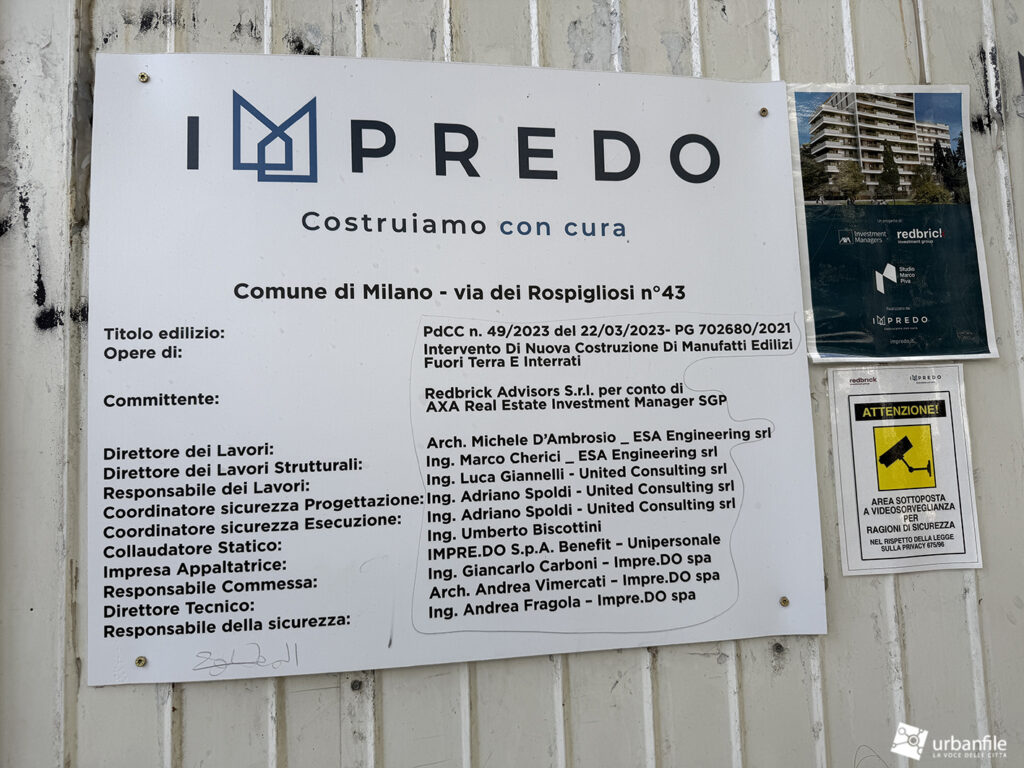 IMPREDO
Costruiamo con cura
Comune di Milano - via dei Rospigliosi n°43
Titolo edilizio: PdCC n. 49/2023 del 22/03/2023- PG 702680/2021
Opere di: Intervento Di Nuova Costruzione Di Manufatti Edilizi
Fuori Terra E Interrati
Committente: Redbrick Advisors S.r.l. per conto di
AXA Real Estate Investment Manager SGP
Direttore dei Lavori: Arch. Michele D'Ambrosio _ ESA Engineering srl
Direttore dei Lavori Strutturali: Ing. Marco Cherici _ ESA Engineering srl
Responsabile dei Lavori: Ing. Luca Giannelli - United Consulting srl
Coordinatore sicurezza Progettazione: Ing. Adriano Spoldi - United Consulting srl
Coordinatore sicurezza Esecuzione: Ing. Adriano Spoldi - United Consulting srl
Collaudatore Statico: Ing. Umberto Biscottini
Impresa Appaltatrice: IMPRE.DO S.p.A. Benefit – Unipersonale
Responsabile Commessa: Ing. Giancarlo Carboni – Impre.DO spa
Direttore Tecnico: Arch. Andrea Vimercati – Impre.DO spa
Responsabile della sicurezza: Ing. Andrea Fragola – Impre.DO spa
Un progetto di:
AXA Investment
Managers
redbric!
investment group
Studio
Marco
Piva
IMPREDO
impredo.it
redbrick
IMPREDO
ATTENZIONE!
AREA SOTTOPOSTA
A VIDEOSORVEGLIANZA
PER
RAGIONI DI SICUREZZA
NEL RISPETTO DELLA LEGGE
SULLA PRIVACY 675/96
urbanfile
LA VOCE DELLE CITTÀ